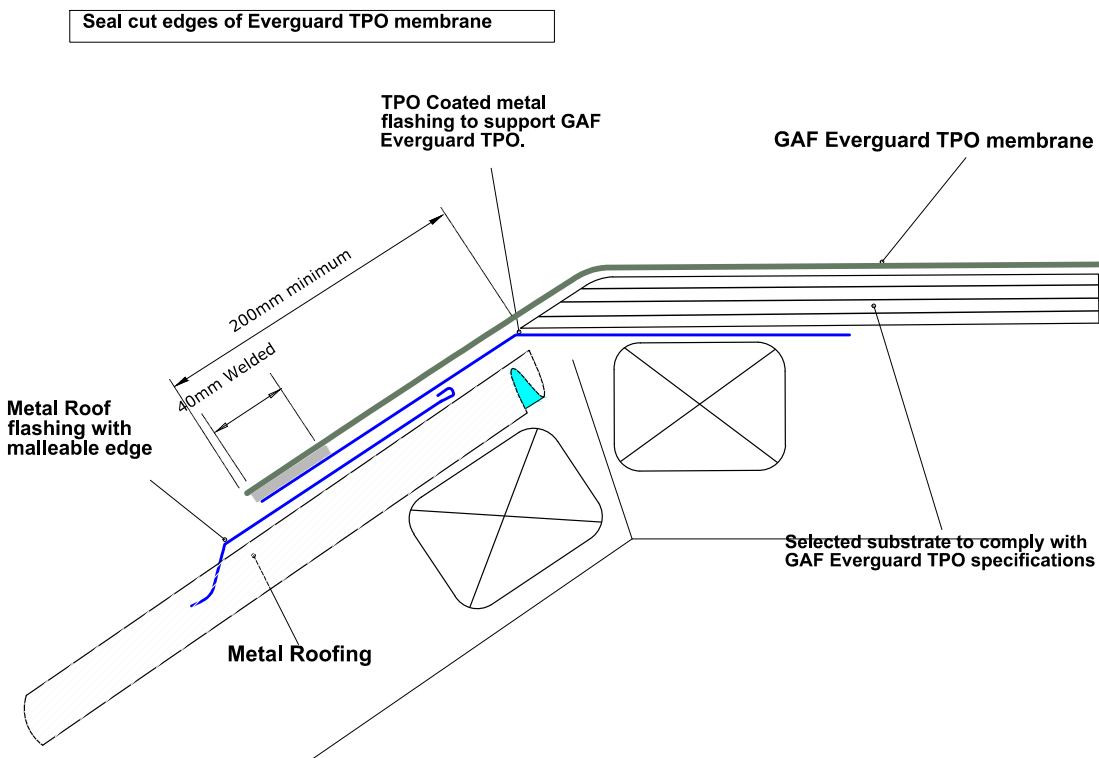 Seal cut edges of Everguard TPO membrane
TPO Coated metal
flashing to support GAF
Everguard TPO.
GAF Everguard TPO membrane
200mm minimum
40mm Welded
Metal Roof
flashing with
malleable edge
Selected substrate to comply with
GAF Everguard TPO specifications
Metal Roofing